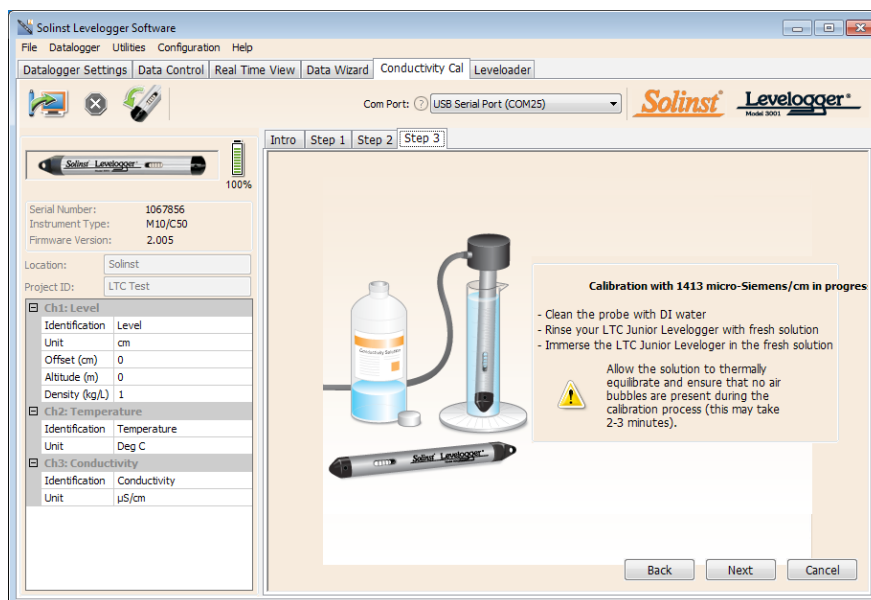 Solinst Levelogger Software
File Datalogger Utilities Configuration Help
Datalogger Settings Data Control Real Time View Data Wizard Conductivity Cal Leveloader
Com Port: ? USB Serial Port (COM25)
Solinst Levelogger
Model 3001
Intro Step 1 Step 2 Step 3
Solinst Levelogger
100%
Serial Number: 1067856
Instrument Type: M10/C50
Firmware Version: 2.005
Location: Solinst
Project ID: LTC Test
Ch1: Level
Identification Level
Unit cm
Offset (cm) 0
Altitude (m) 0
Density (kg/L) 1
Ch2: Temperature
Identification Temperature
Unit Deg C
Ch3: Conductivity
Identification Conductivity
Unit µS/cm
Conductivity Solution
Calibration with 1413 micro-Siemens/cm in progres
- Clean the probe with DI water
- Rinse your LTC Junior Levelogger with fresh solution
- Immerse the LTC Junior Leveloger in the fresh solution
Allow the solution to thermally
equilibrate and ensure that no air
bubbles are present during the
calibration process (this may take
2-3 minutes).
Solinst Levelogger
Back Next Cancel